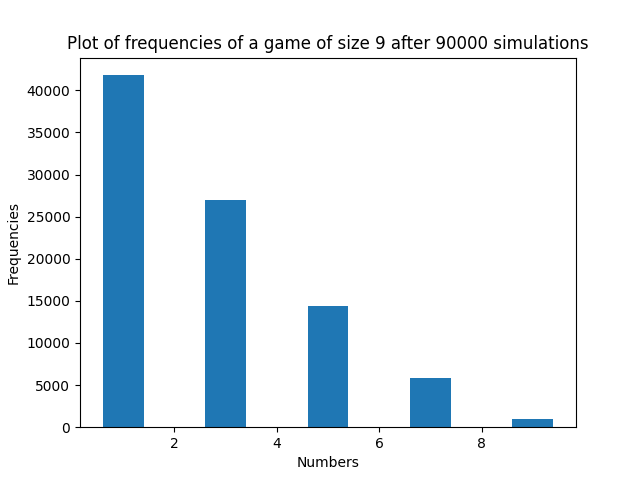 Plot of frequencies of a game of size 9 after 90000 simulations
40000
35000
30000
25000
20000
15000
10000
5000
0
Frequencies
2 4 6 8
Numbers